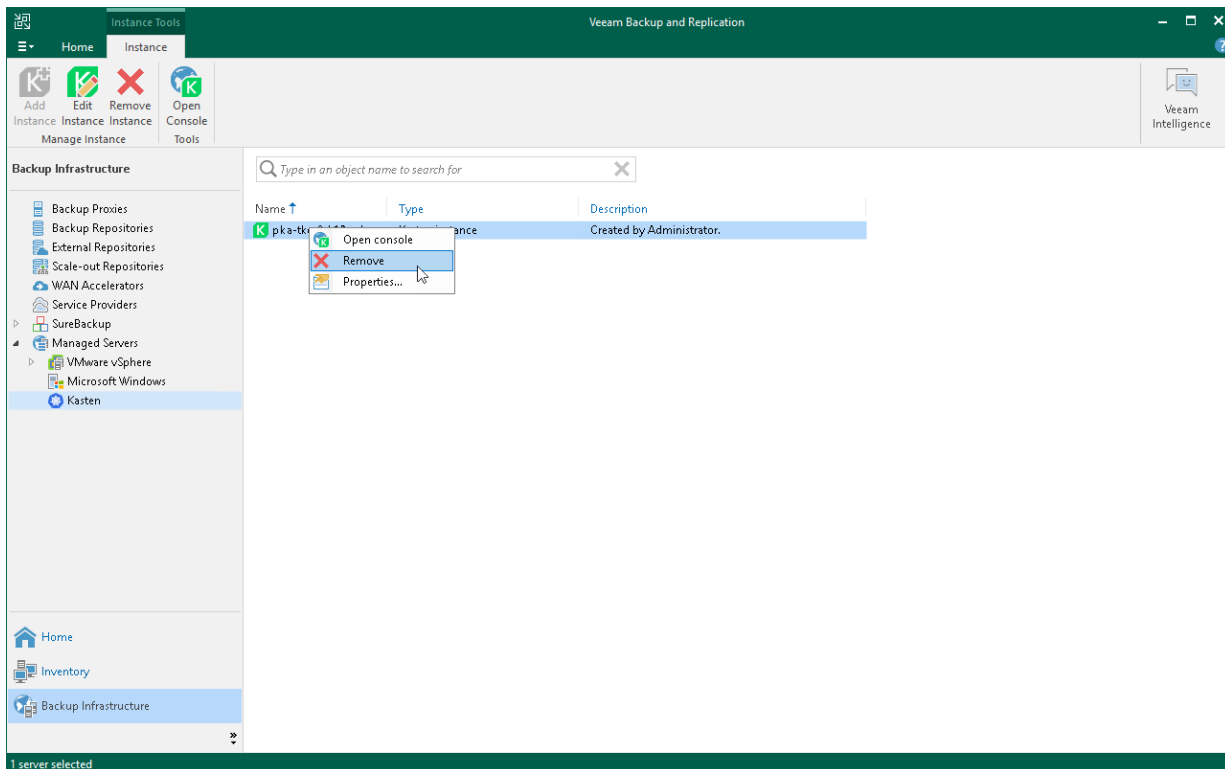 Instance Tools
Veeam Backup and Replication
Home
Instance
Add Instance
Edit Instance
Remove Instance
Open Console
Manage Instance
Tools
Veeam Intelligence
Backup Infrastructure
Type in an object name to search for
Name
Type
Description
Created by Administrator.
Open console
Remove
Properties...
Backup Proxies
Backup Repositories
External Repositories
Scale-out Repositories
WAN Accelerators
Service Providers
SureBackup
Managed Servers
VMware vSphere
Microsoft Windows
Kasten
Home
Inventory
Backup Infrastructure
1 server selected